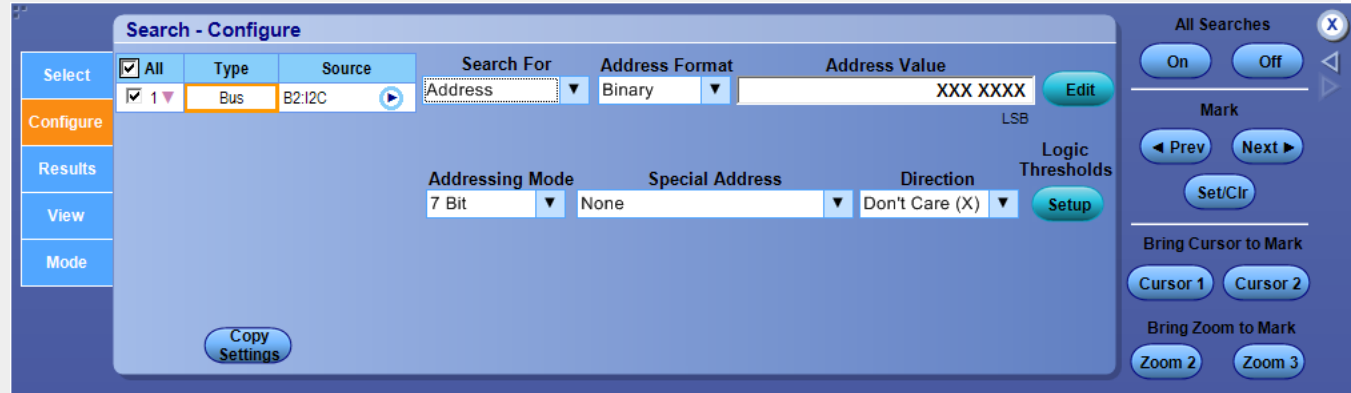 Search - Configure
Select
Configure
Results
View
Mode
All Type Source
1 Bus B2:I2C
Search For Address Format Address Value
Address Binary XXX XXXX Edit
LSB
Addressing Mode Special Address Direction Logic Thresholds
7 Bit None Don't Care (X) Setup
Copy
Settings
All Searches
X
On Off
Mark
◄ Prev Next ►
Set/Clr
Bring Cursor to Mark
Cursor 1 Cursor 2
Bring Zoom to Mark
Zoom 2 Zoom 3